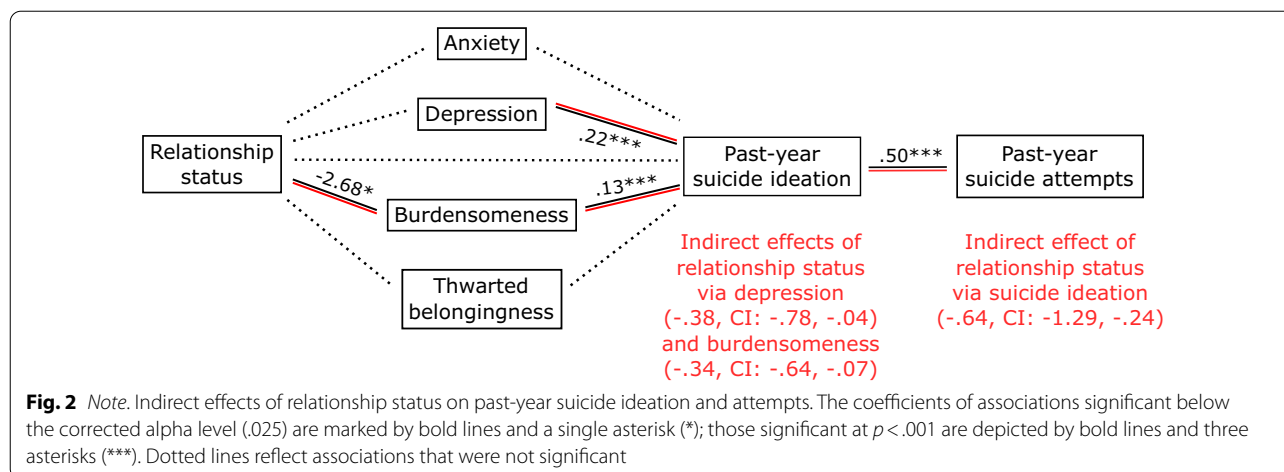 Anxiety
Depression
.22***
Relationship
status
Past-year
suicide ideation
.50***
Past-year
suicide attempts
-2.68*
.13***
Burdensomeness
Thwarted
belongingness
Indirect effects of
relationship status
via depression
(-.38, CI: -.78, -.04)
and burdensomeness
(-.34, CI: -.64, -.07)
Indirect effect of
relationship status
via suicide ideation
(-.64, CI: -1.29, -.24)
Fig. 2 Note. Indirect effects of relationship status on past-year suicide ideation and attempts. The coefficients of associations significant below
the corrected alpha level (.025) are marked by bold lines and a single asterisk (*); those significant at p < .001 are depicted by bold lines and three
asterisks (***). Dotted lines reflect associations that were not significant